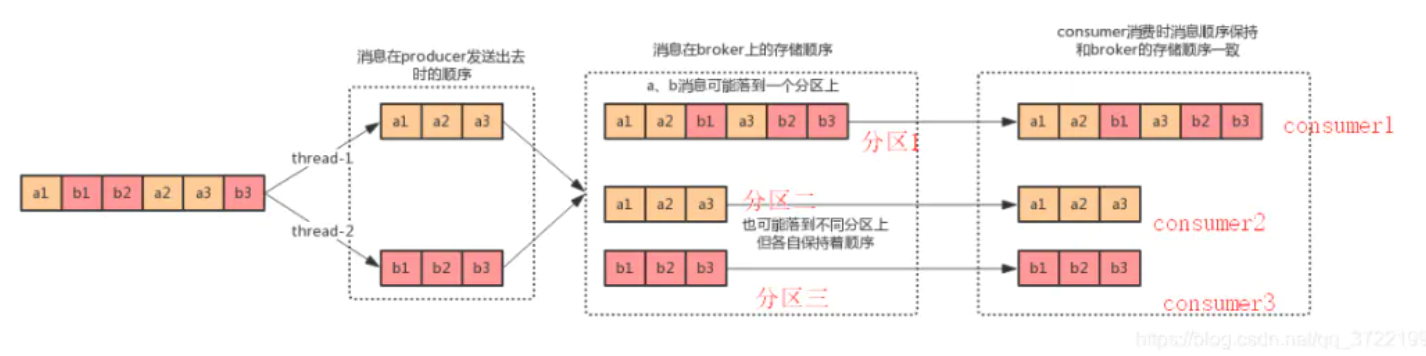 a1 b1 b2 a2 a3 b3
thread-1
thread-2
消息在producer发送出去
时的顺序
a1 a2 a3
b1 b2 b3
消息在broker上的存储顺序
a、b消息可能落到一个分区上
a1 a2 b1 a3 b2 b3
分区1
a1 a2 a3
分区二
也可能落到不同分区上
但各自保持着顺序
b1 b2 b3
分区三
consumer消费时消息顺序保持
和broker的存储顺序一致
a1 a2 b1 a3 b2 b3
consumer1
a1 a2 a3
consumer2
b1 b2 b3
consumer3
https://blog.csdn.net/qq_3722195